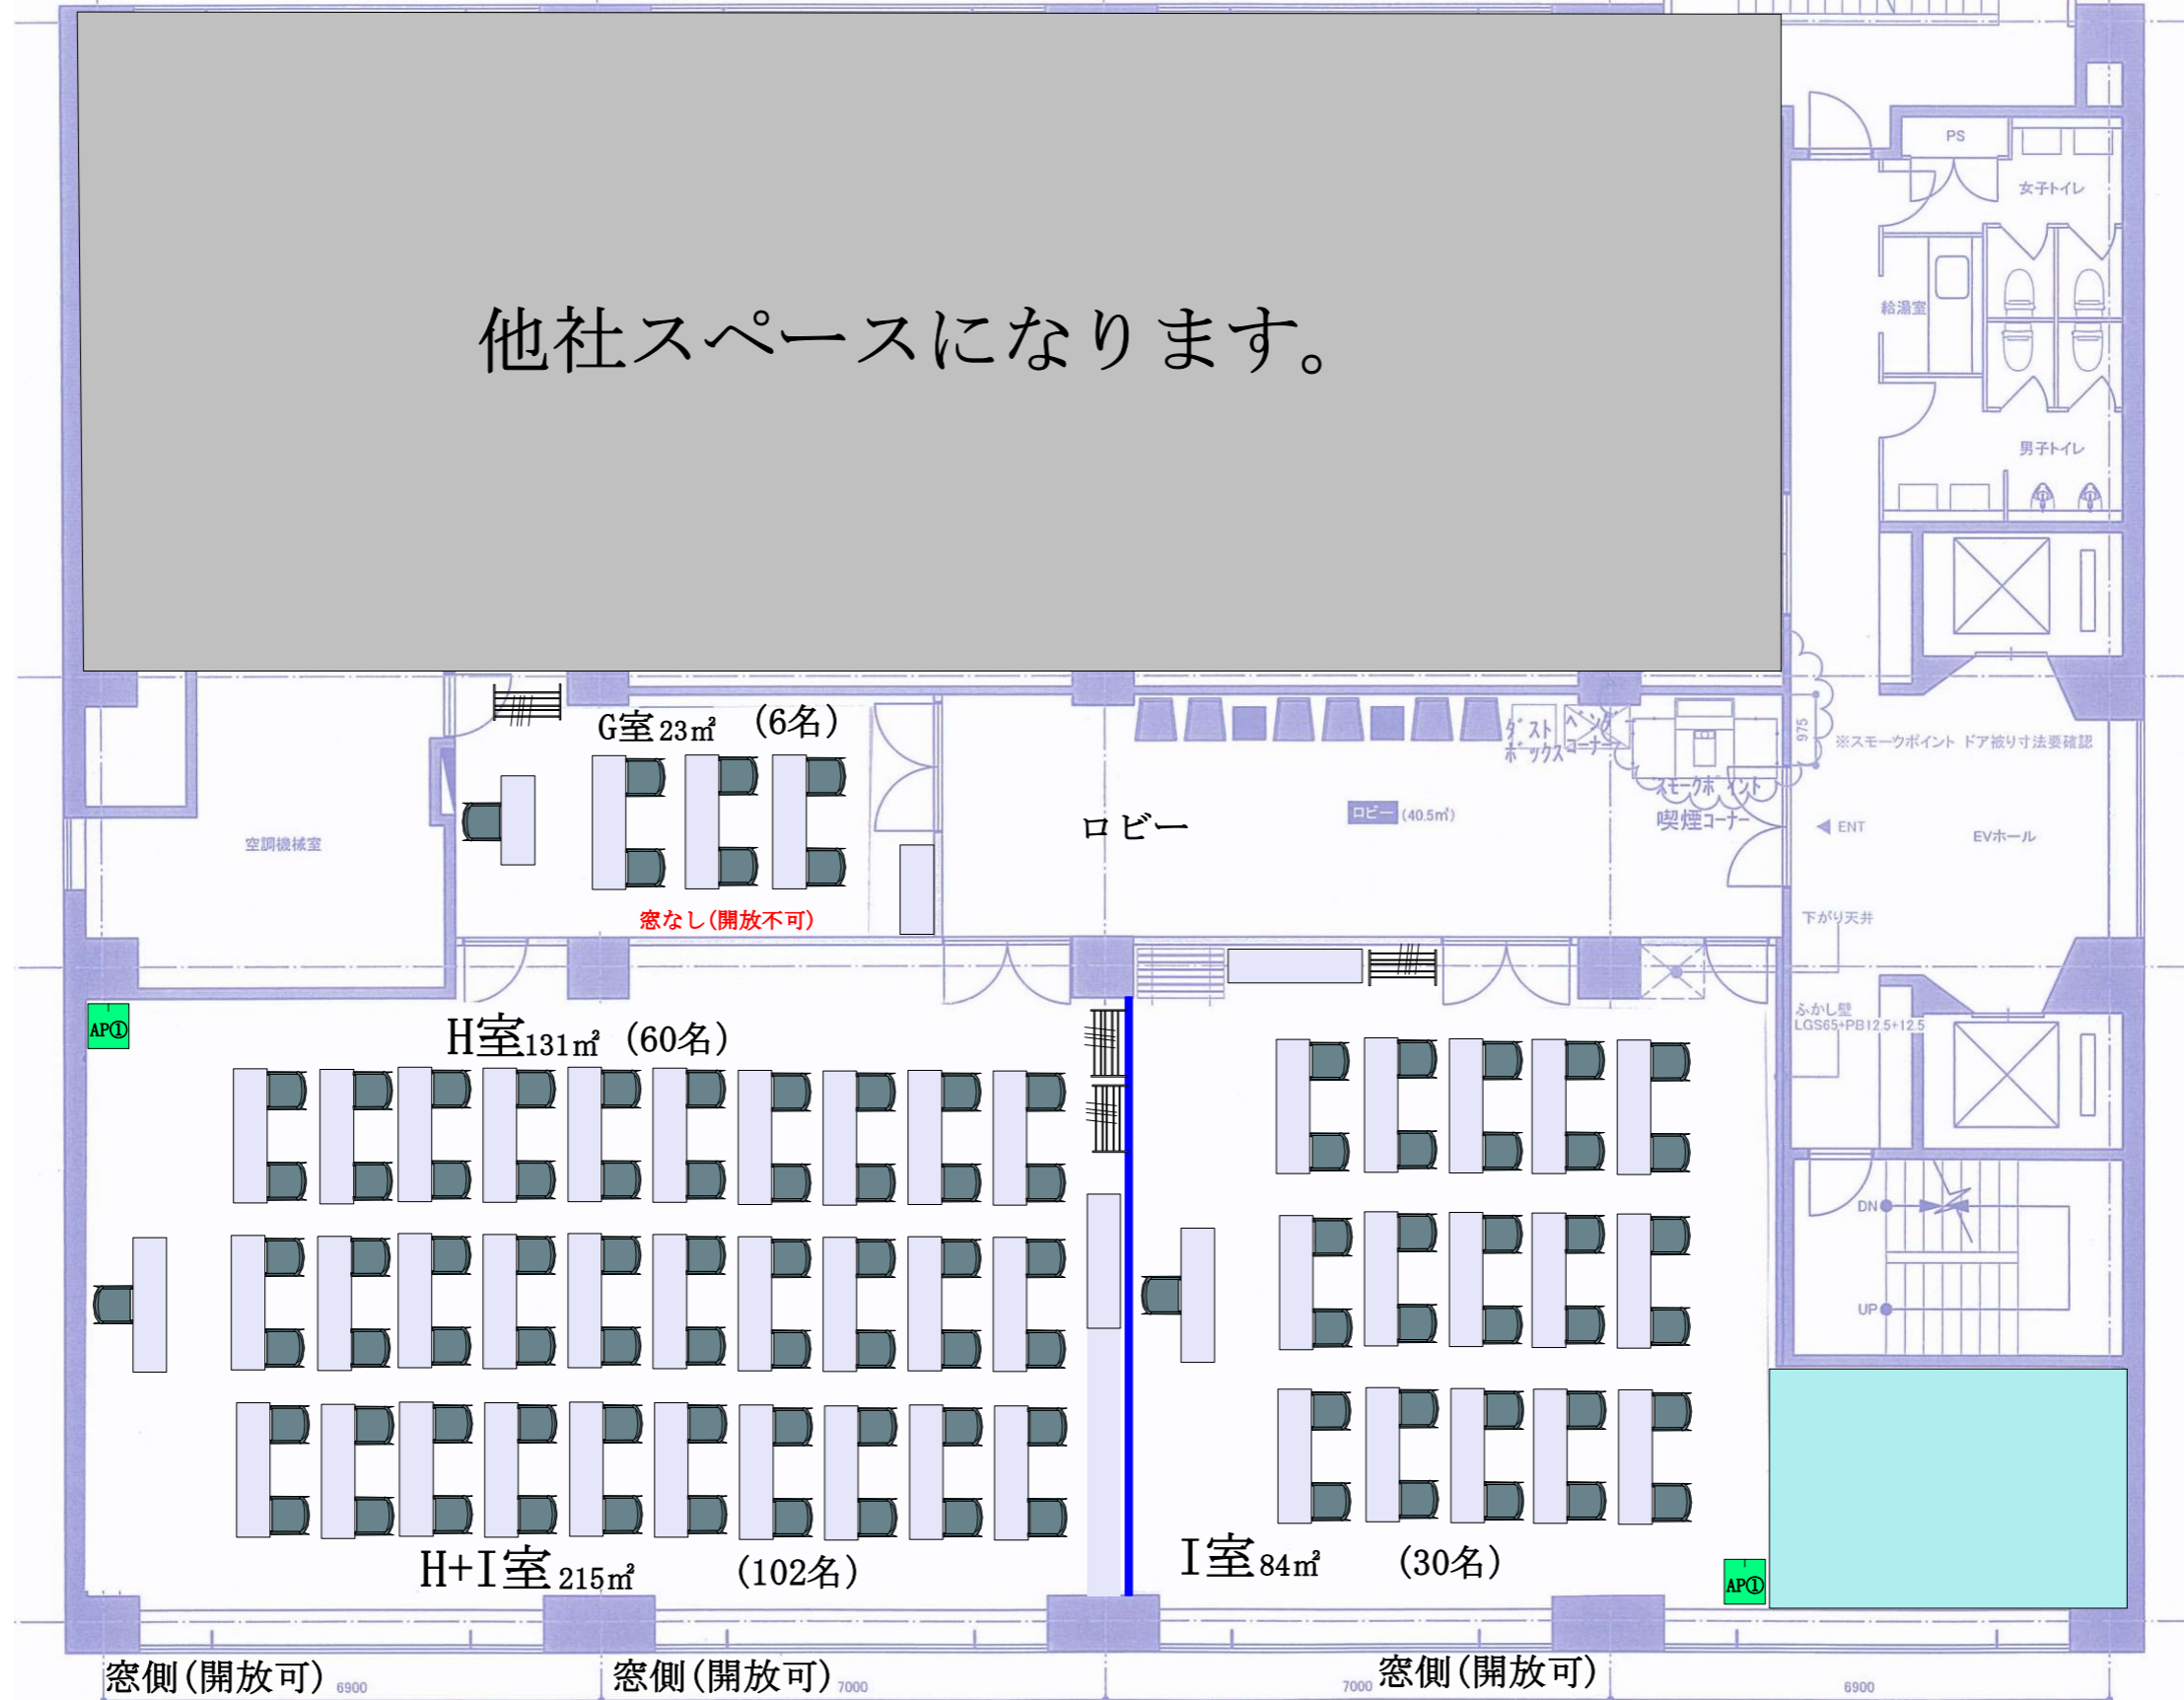 PS
女子トイレ
他社スペースになります。
給湯室
男子トイレ
G室23㎡ (6名)
ダスト
ボックス
ベンダー
コーナー
975
※スモークポイント ドア被り寸法要確認
スモークポイント
喫煙コーナー
ロビー
ロビー (40.5㎡)
ENT
EVホール
空調機械室
窓なし(開放不可)
下がり天井
AP①
H室131㎡ (60名)
ふかし壁
LGS65+PB12.5+12.5
DN
UP
H+I室215㎡ (102名)
I室84㎡ (30名)
AP①
窓側(開放可)
6900
窓側(開放可)
7000
7000
窓側(開放可)
6900